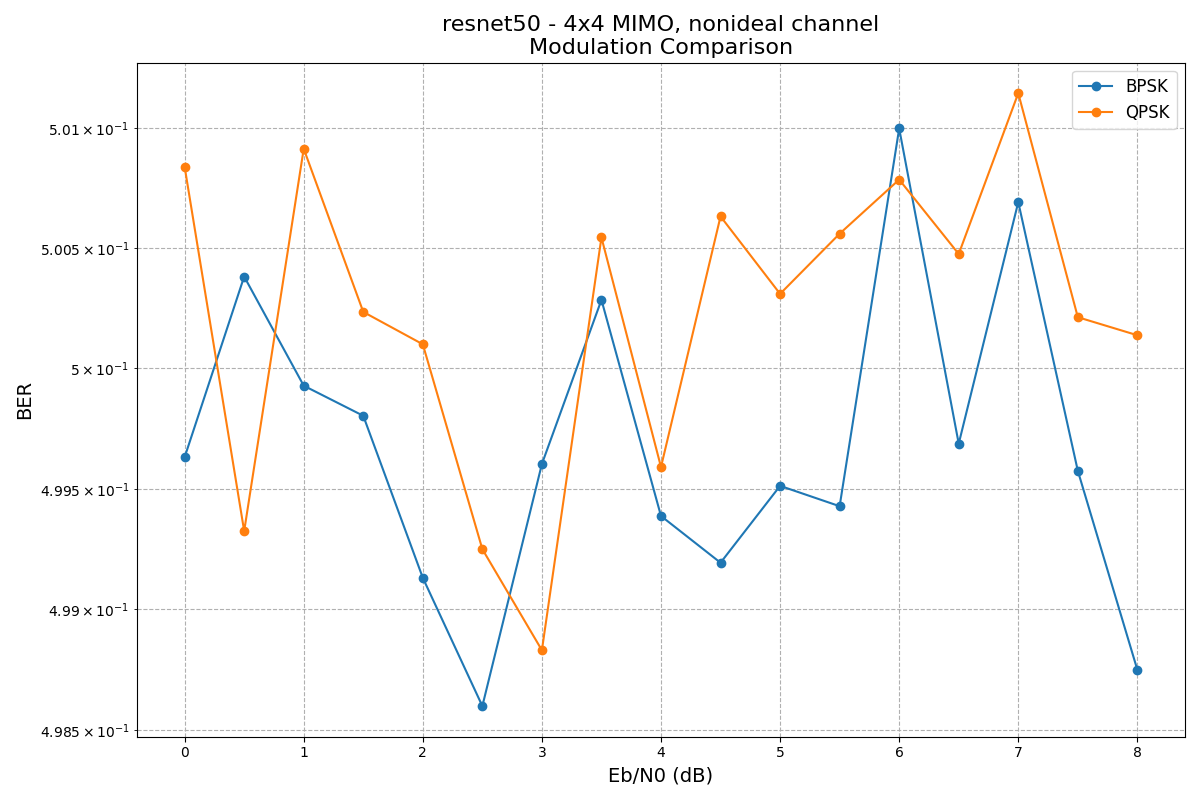 resnet50 - 4x4 MIMO, nonideal channel
Modulation Comparison
BPSK
QPSK
BER
5.01 × 10⁻¹
5.005 × 10⁻¹
5 × 10⁻¹
4.995 × 10⁻¹
4.99 × 10⁻¹
4.985 × 10⁻¹
0 1 2 3 4 5 6 7 8
Eb/N0 (dB)